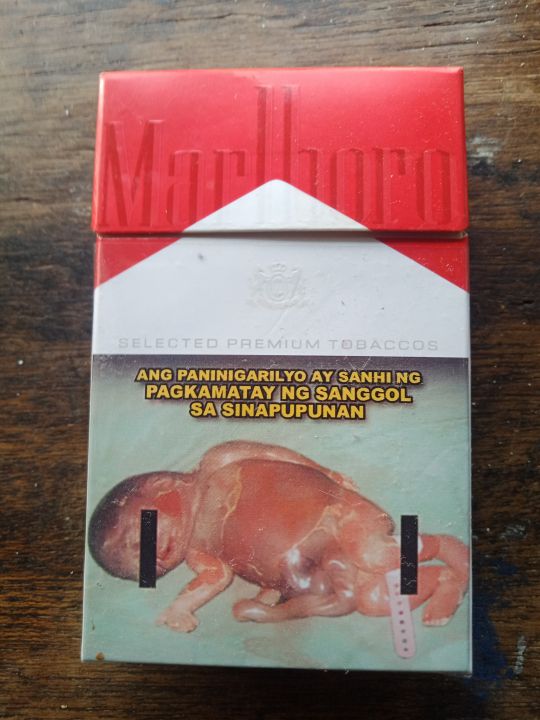 Marlboro
SELECTED PREMIUM TOBACCOS
ANG PANINIGARILYO AY SANHI NG
PAGKAMATAY NG SANGGOL
SA SINAPUPUNAN